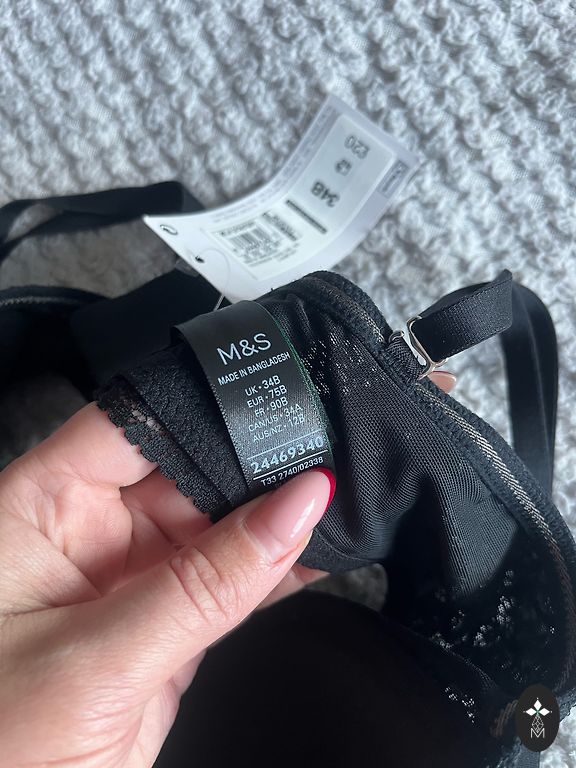 £20
34B
M&S
MADE IN BANGLADESH
UK • 34B
EUR • 75B
FR • 90B
CAN/US • 34A
AUS/NZ • 12B
24469340
T33 2740/02338
M